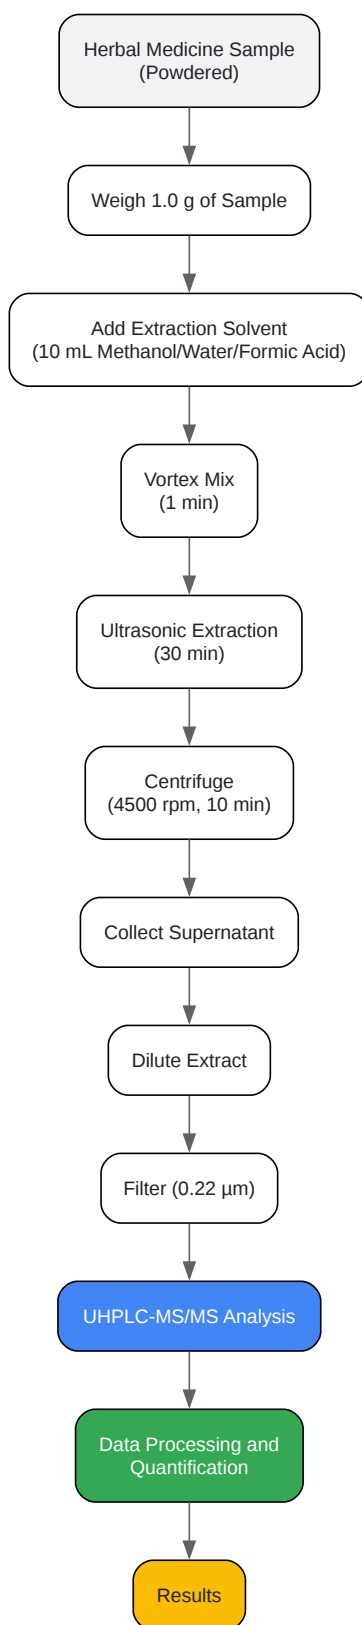 Herbal Medicine Sample
(Powdered)
Weigh 1.0 g of Sample
Add Extraction Solvent
(10 mL Methanol/Water/Formic Acid)
Vortex Mix
(1 min)
Ultrasonic Extraction
(30 min)
Centrifuge
(4500 rpm, 10 min)
Collect Supernatant
Dilute Extract
Filter (0.22 µm)
UHPLC-MS/MS Analysis
Data Processing and
Quantification
Results